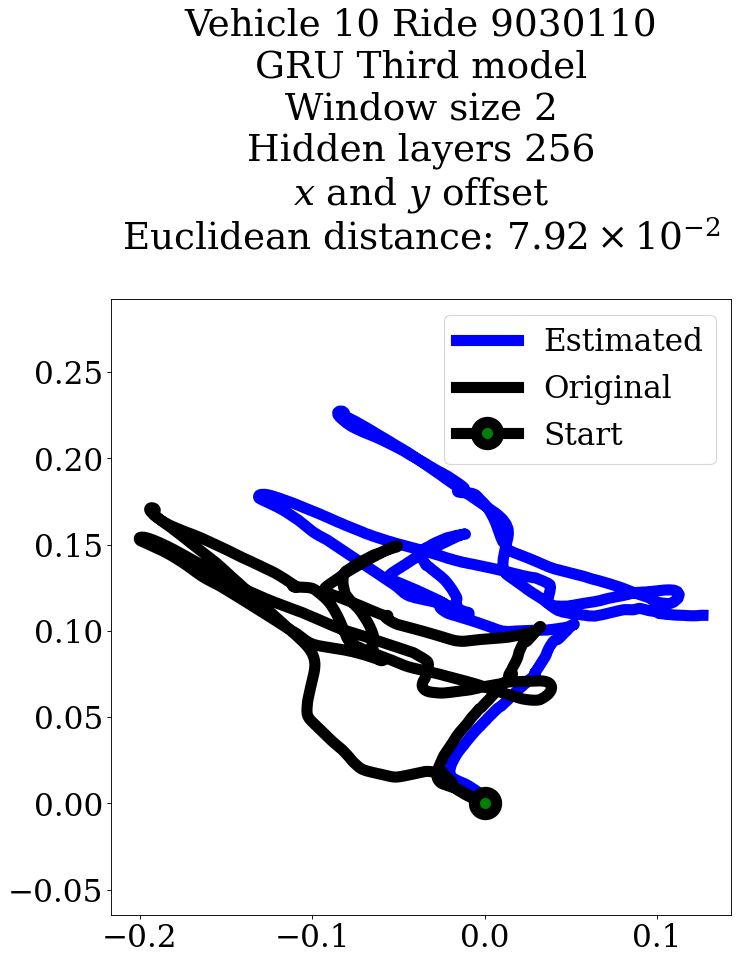 Vehicle 10 Ride 9030110
GRU Third model
Window size 2
Hidden layers 256
x and y offset
Euclidean distance: 7.92 × 10⁻²
Estimated
Original
Start
0.25
0.20
0.15
0.10
0.05
0.00
−0.05
−0.2
−0.1
0.0
0.1